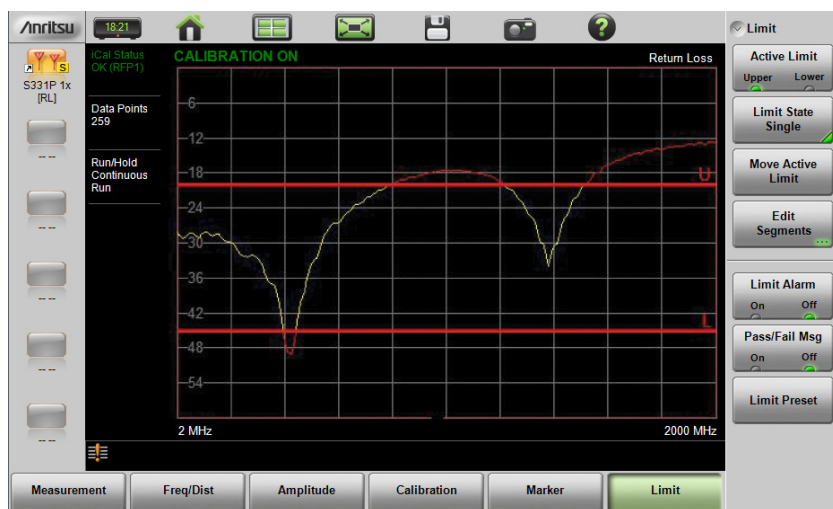 Anritsu
18:21
?
Limit
iCal Status
OK (RFP1)
CALIBRATION ON
Return Loss
S
S331P 1x
[RL]
Data Points
259
Run/Hold
Continuous
Run
-- --
-- --
-- --
-- --
-- --
-6
-12
-18
-24
-30
-36
-42
-48
-54
U
L
2 MHz
2000 MHz
Active Limit
Upper Lower
Limit State
Single
Move Active
Limit
Edit
Segments
Limit Alarm
On Off
Pass/Fail Msg
On Off
Limit Preset
Measurement
Freq/Dist
Amplitude
Calibration
Marker
Limit